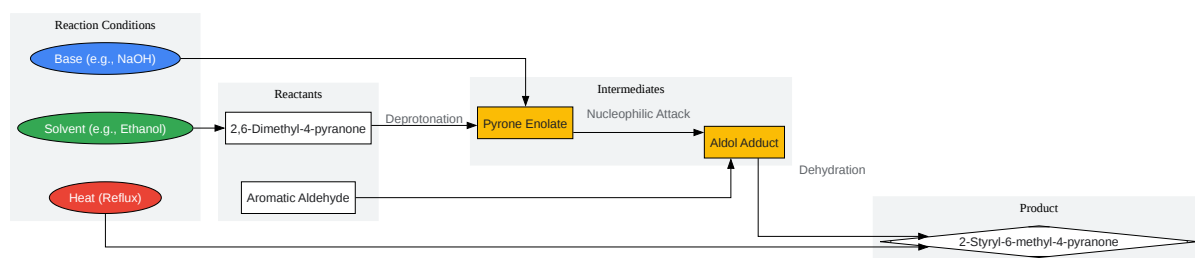 Reaction Conditions
Base (e.g., NaOH)
Solvent (e.g., Ethanol)
Heat (Reflux)
Reactants
2,6-Dimethyl-4-pyranone
Aromatic Aldehyde
Deprotonation
Intermediates
Pyrone Enolate
Nucleophilic Attack
Aldol Adduct
Dehydration
Product
2-Styryl-6-methyl-4-pyranone